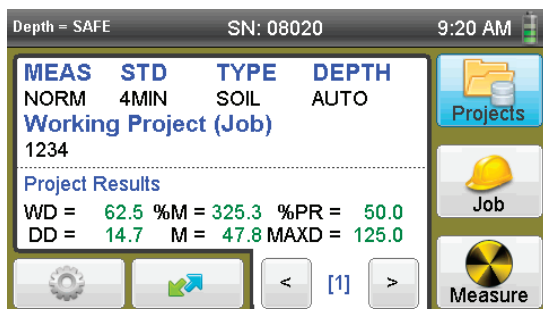 Depth = SAFE SN: 08020 9:20 AM
MEAS STD TYPE DEPTH
NORM 4MIN SOIL AUTO
Working Project (Job)
1234
Project Results
WD = 62.5 %M = 325.3 %PR = 50.0
DD = 14.7 M = 47.8 MAXD = 125.0
< [1] >
Projects
Job
Measure